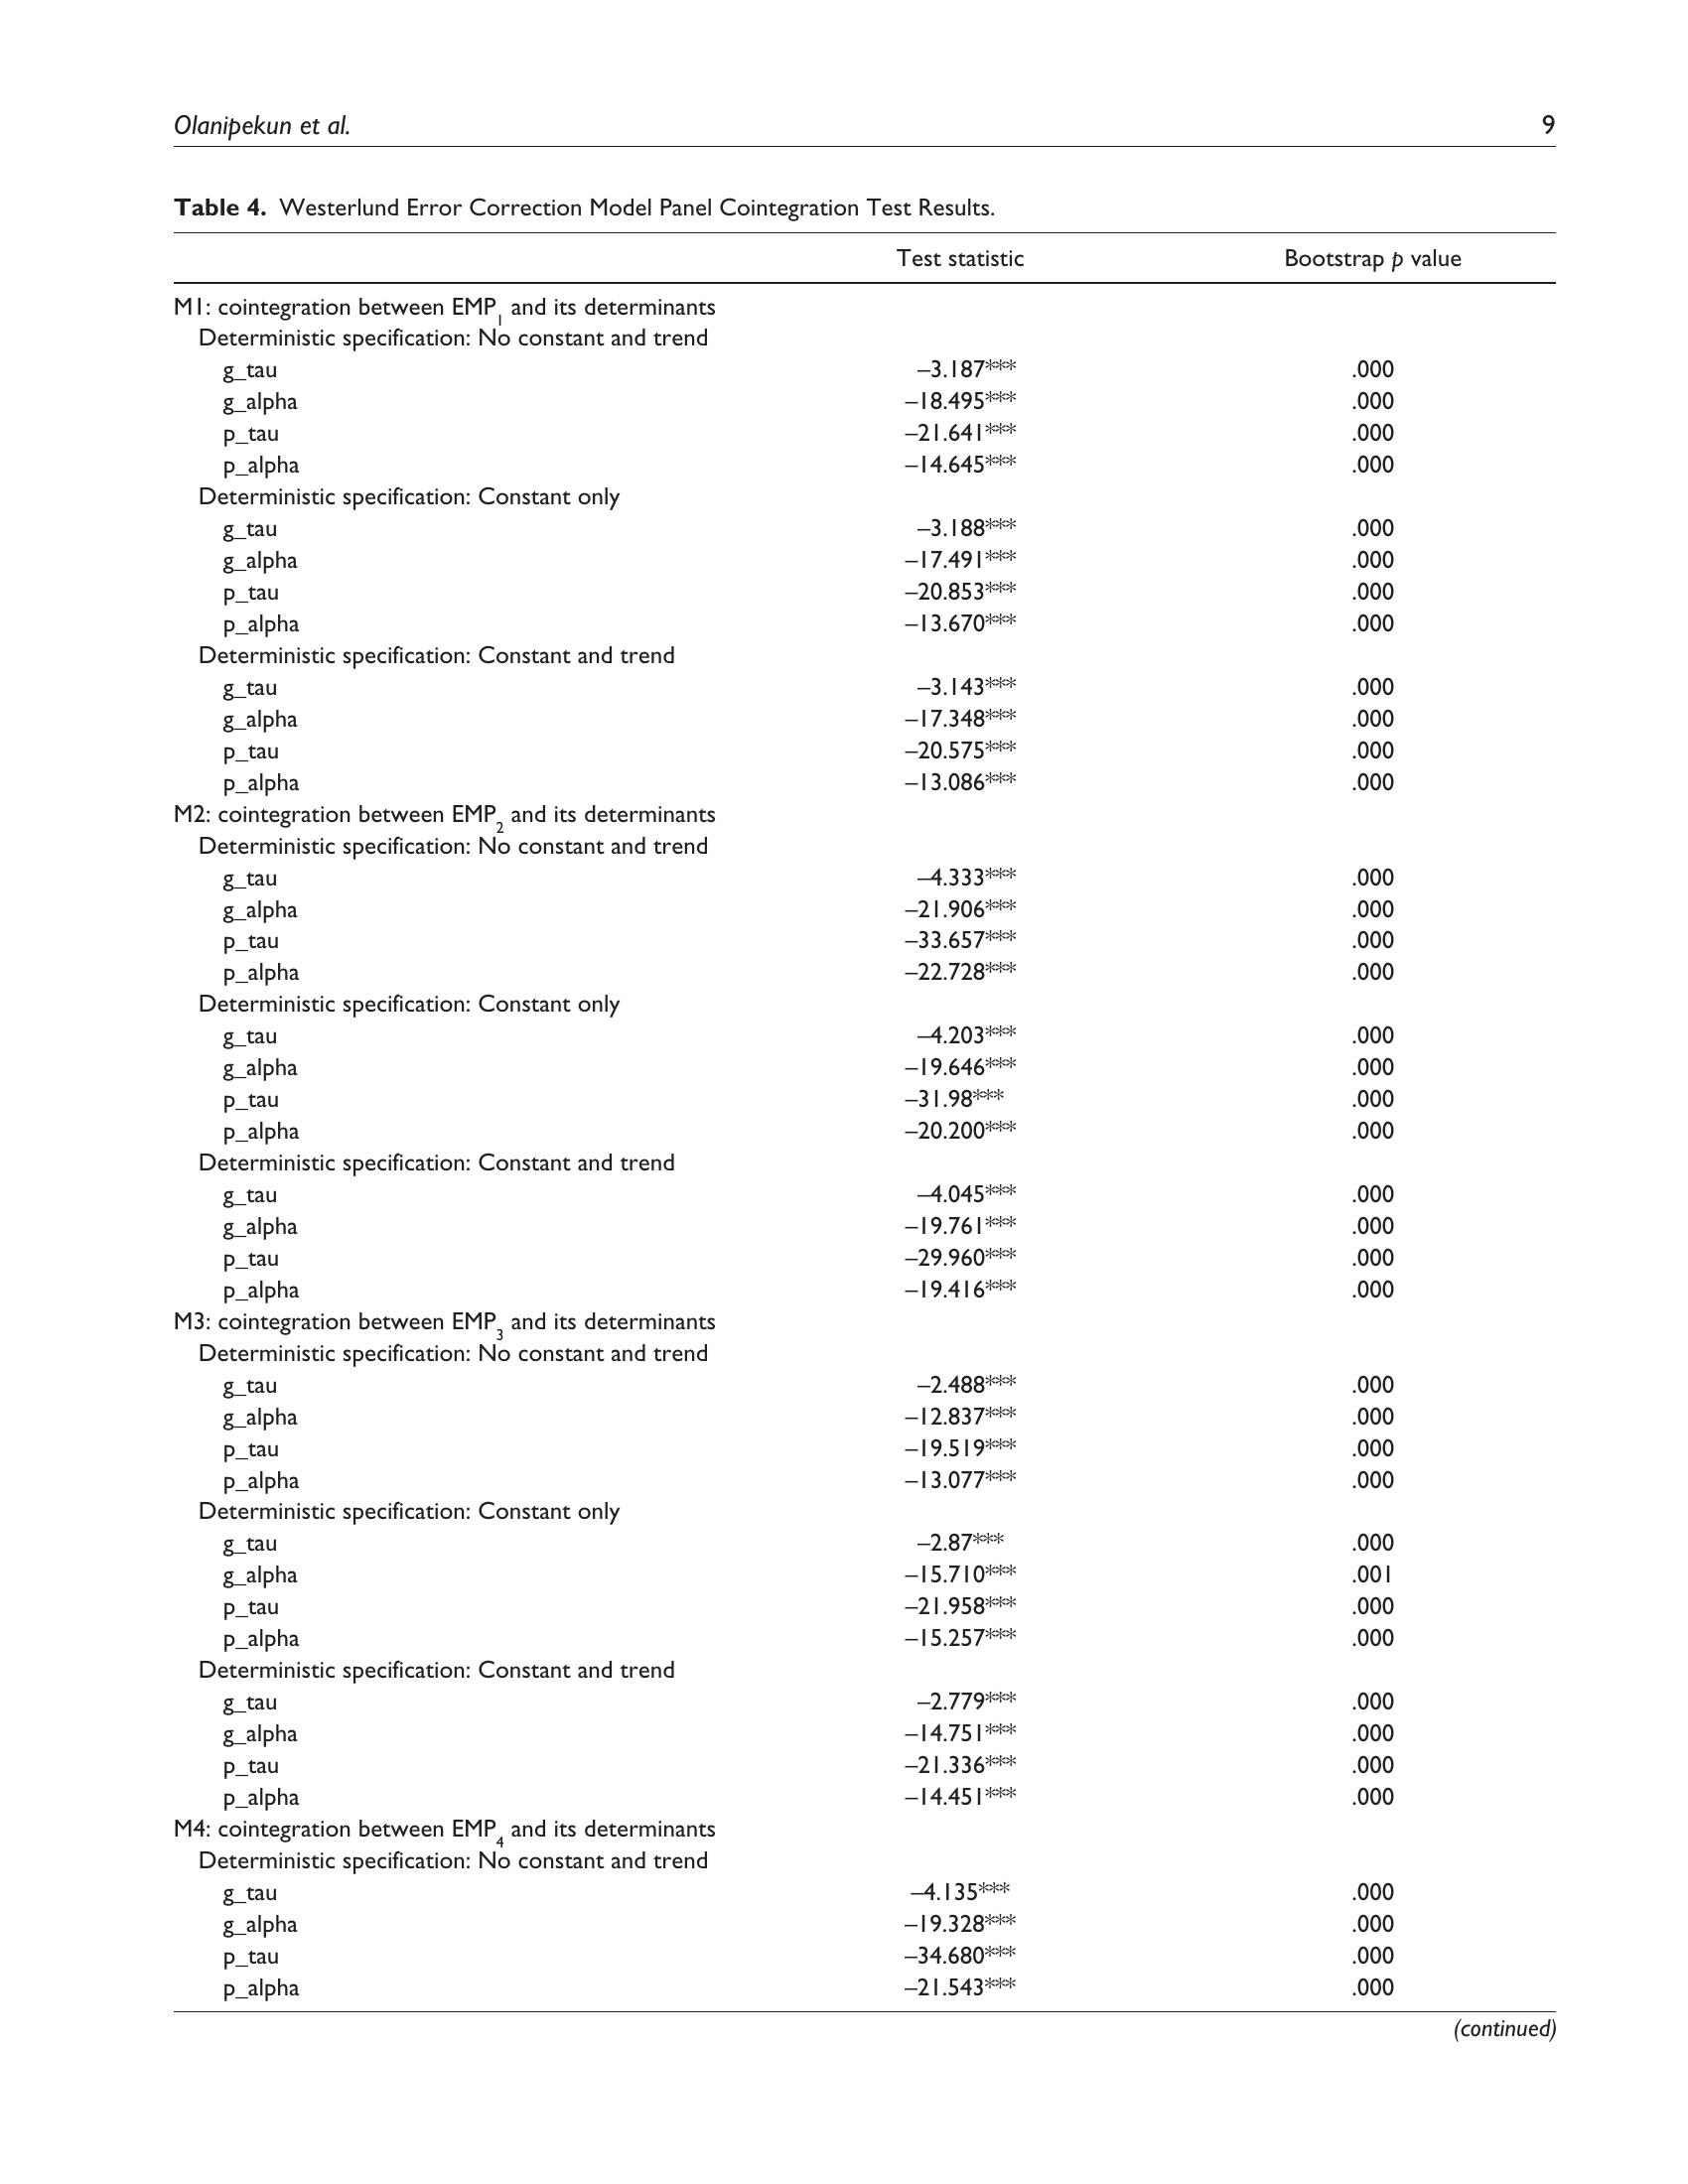 Olanipekun et al. 9
Table 4. Westerlund Error Correction Model Panel Cointegration Test Results.
Test statistic Bootstrap p value
M1: cointegration between EMP1 and its determinants
Deterministic specification: No constant and trend
g_tau –3.187*** .000
g_alpha –18.495*** .000
p_tau –21.641*** .000
p_alpha –14.645*** .000
Deterministic specification: Constant only
g_tau –3.188*** .000
g_alpha –17.491*** .000
p_tau –20.853*** .000
p_alpha –13.670*** .000
Deterministic specification: Constant and trend
g_tau –3.143*** .000
g_alpha –17.348*** .000
p_tau –20.575*** .000
p_alpha –13.086*** .000
M2: cointegration between EMP2 and its determinants
Deterministic specification: No constant and trend
g_tau –4.333*** .000
g_alpha –21.906*** .000
p_tau –33.657*** .000
p_alpha –22.728*** .000
Deterministic specification: Constant only
g_tau –4.203*** .000
g_alpha –19.646*** .000
p_tau –31.98*** .000
p_alpha –20.200*** .000
Deterministic specification: Constant and trend
g_tau –4.045*** .000
g_alpha –19.761*** .000
p_tau –29.960*** .000
p_alpha –19.416*** .000
M3: cointegration between EMP3 and its determinants
Deterministic specification: No constant and trend
g_tau –2.488*** .000
g_alpha –12.837*** .000
p_tau –19.519*** .000
p_alpha –13.077*** .000
Deterministic specification: Constant only
g_tau –2.87*** .000
g_alpha –15.710*** .001
p_tau –21.958*** .000
p_alpha –15.257*** .000
Deterministic specification: Constant and trend
g_tau –2.779*** .000
g_alpha –14.751*** .000
p_tau –21.336*** .000
p_alpha –14.451*** .000
M4: cointegration between EMP4 and its determinants
Deterministic specification: No constant and trend
g_tau –4.135*** .000
g_alpha –19.328*** .000
p_tau –34.680*** .000
p_alpha –21.543*** .000
(continued)